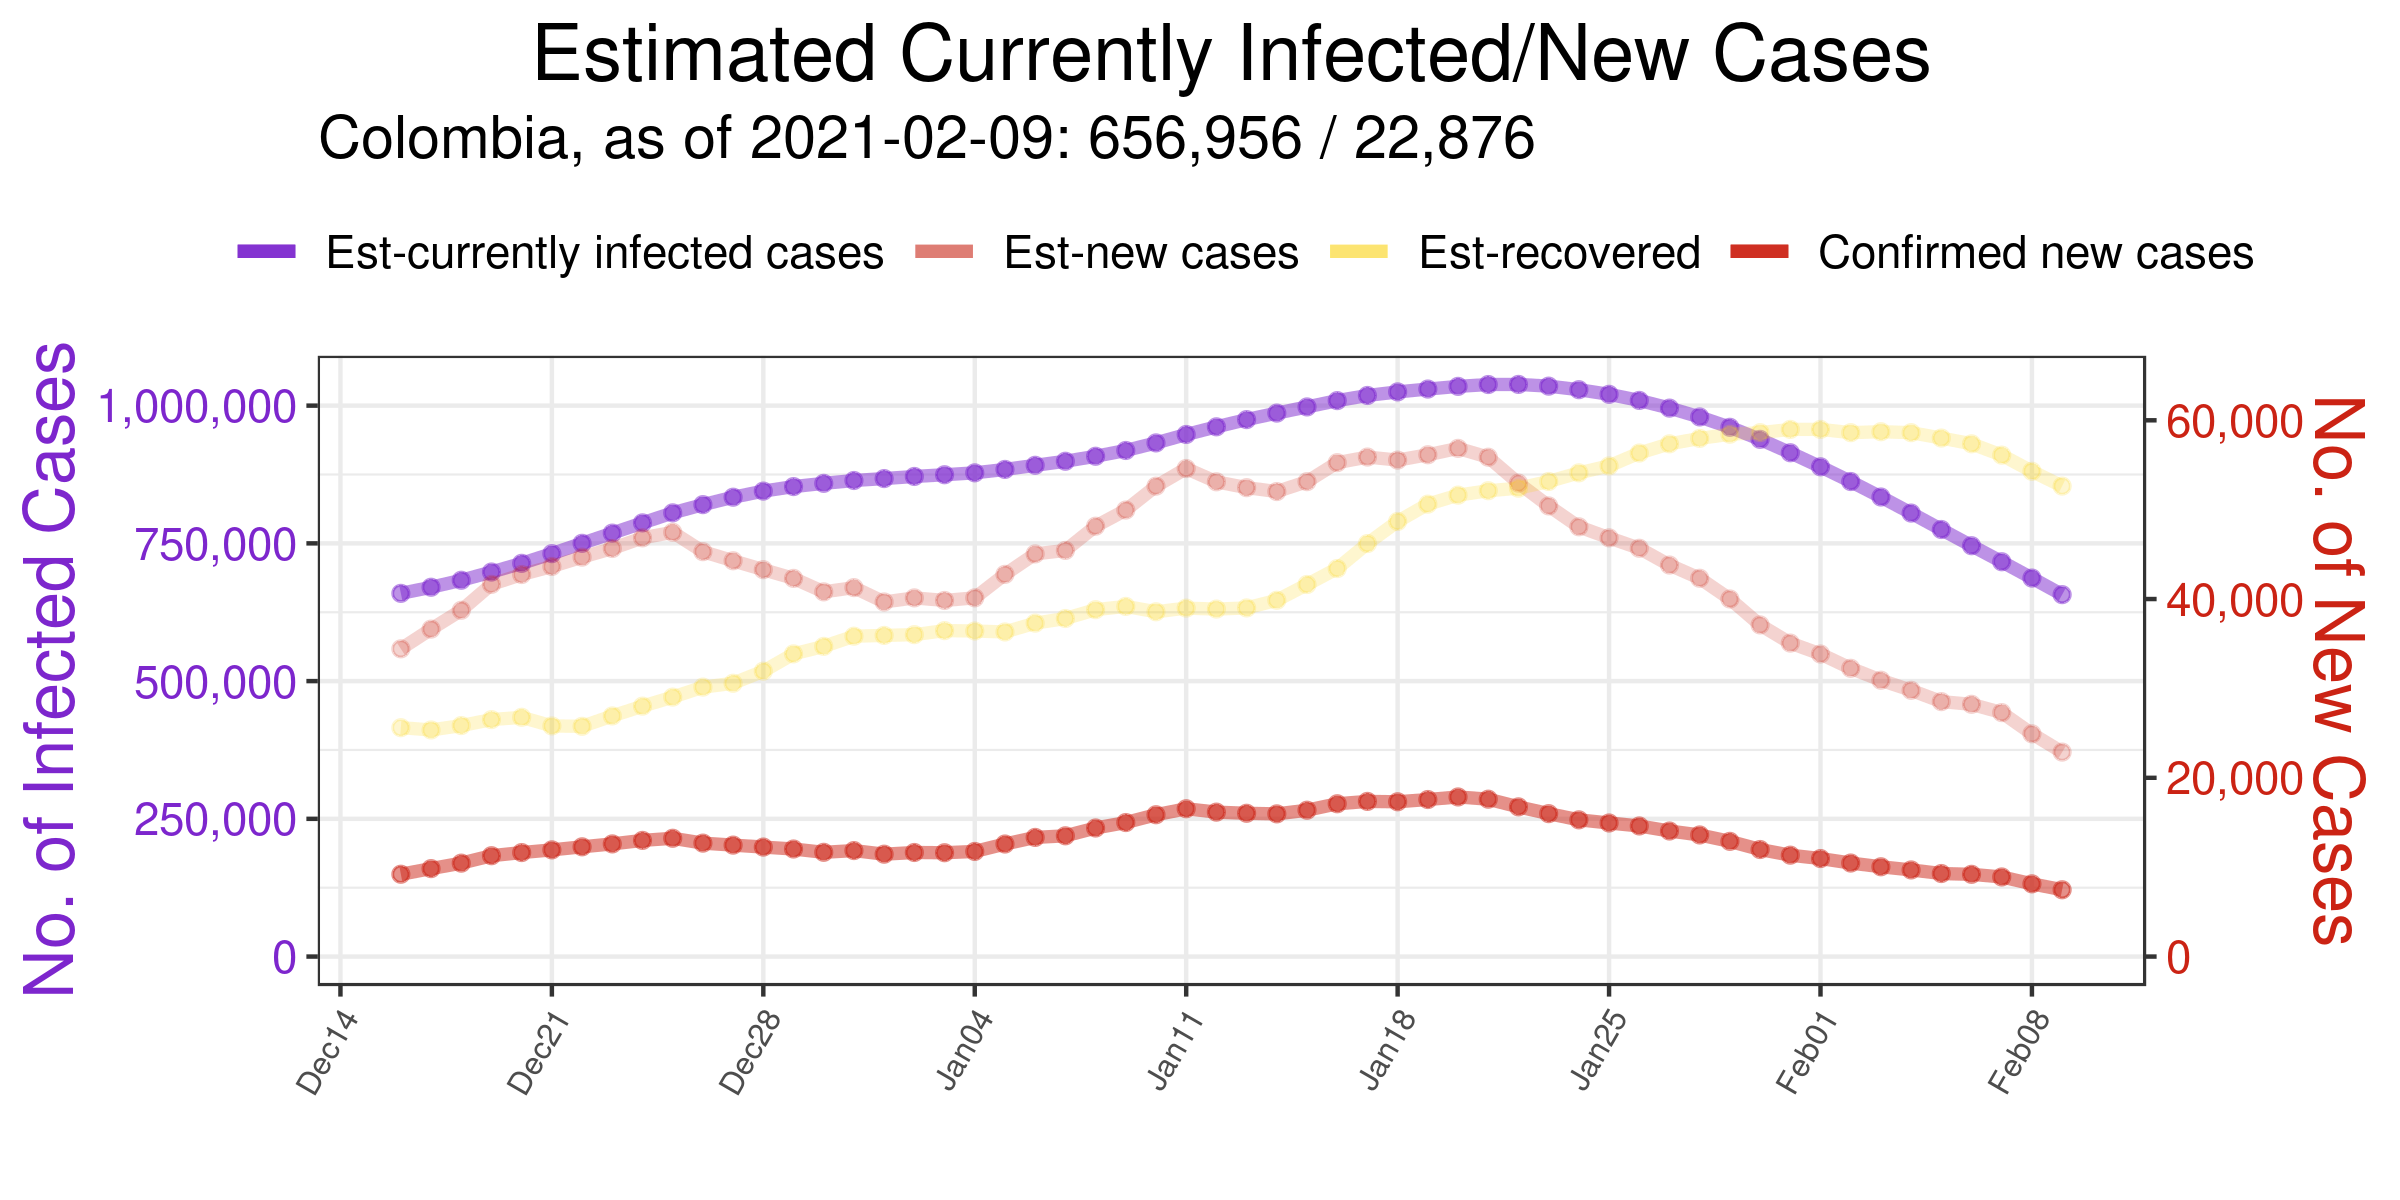 Estimated Currently Infected/New Cases
Colombia, as of 2021-02-09: 656,956 / 22,876
Est-currently infected cases Est-new cases Est-recovered Confirmed new cases
No. of Infected Cases
1,000,000
750,000
500,000
250,000
0
60,000
40,000
20,000
0
No. of New Cases
Dec14 Dec21 Dec28 Jan04 Jan11 Jan18 Jan25 Feb01 Feb08